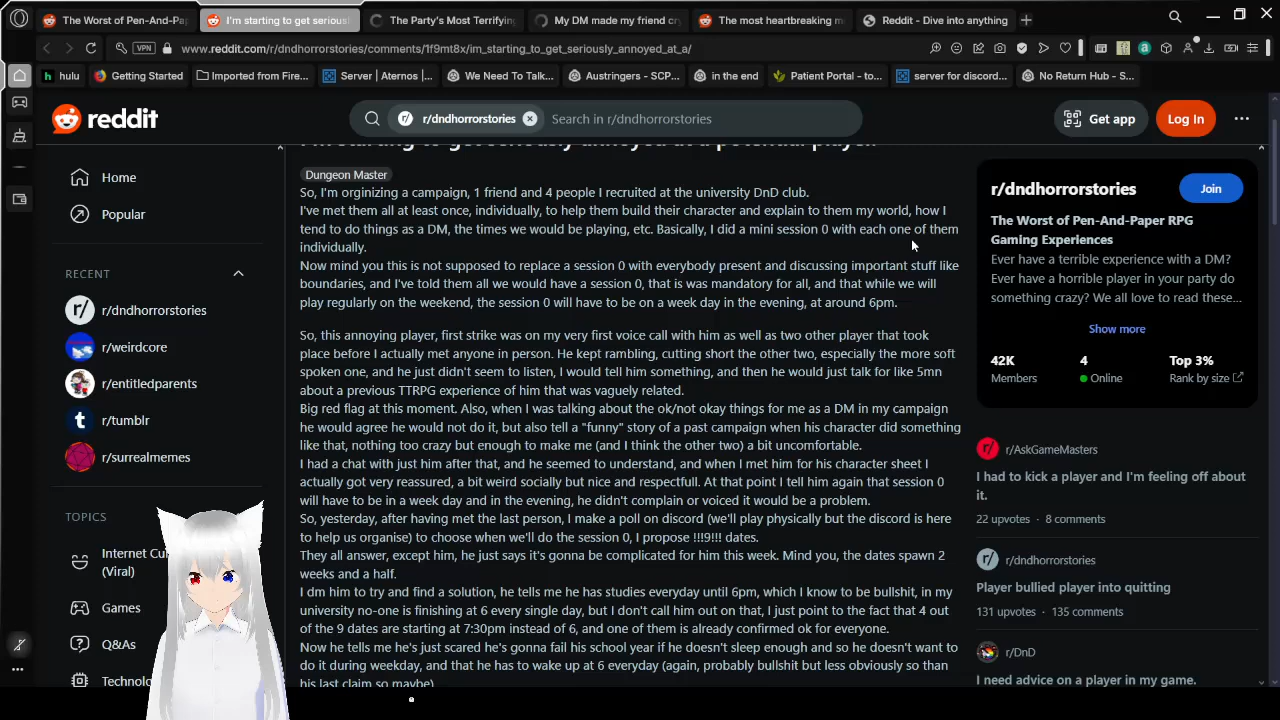 The Worst of Pen-And-Pa
I'm starting to get serious
The Party's Most Terrifying
My DM made my friend cr
The most heartbreaking m
Reddit - Dive into anything
VPN
www.reddit.com/r/dndhorrorstories/comments/1f9mt8x/im_starting_to_get_seriously_annoyed_at_a/
hulu
Getting Started
Imported from Fire...
Server | Aternos |...
We Need To Talk...
Austringers - SCP...
in the end
Patient Portal - to...
server for discord...
No Return Hub - S...
reddit
r/dndhorrorstories
Search in r/dndhorrorstories
Get app
Log In
I'm starting to get seriously annoyed at a potential player.
Home
Popular
RECENT
r/dndhorrorstories
r/weirdcore
r/entitledparents
r/tumblr
r/surrealmemes
TOPICS
Internet Cu
(Viral)
Games
Q&As
Technolo
Dungeon Master
So, I'm orginizing a campaign, 1 friend and 4 people I recruited at the university DnD club.
I've met them all at least once, individually, to help them build their character and explain to them my world, how I
tend to do things as a DM, the times we would be playing, etc. Basically, I did a mini session 0 with each one of them
individually.
Now mind you this is not supposed to replace a session 0 with everybody present and discussing important stuff like
boundaries, and I've told them all we would have a session 0, that is was mandatory for all, and that while we will
play regularly on the weekend, the session 0 will have to be on a week day in the evening, at around 6pm.
So, this annoying player, first strike was on my very first voice call with him as well as two other player that took
place before I actually met anyone in person. He kept rambling, cutting short the other two, especially the more soft
spoken one, and he just didn't seem to listen, I would tell him something, and then he would just talk for like 5mn
about a previous TTRPG experience of him that was vaguely related.
Big red flag at this moment. Also, when I was talking about the ok/not okay things for me as a DM in my campaign
he would agree he would not do it, but also tell a "funny" story of a past campaign when his character did something
like that, nothing too crazy but enough to make me (and I think the other two) a bit uncomfortable.
I had a chat with just him after that, and he seemed to understand, and when I met him for his character sheet I
actually got very reassured, a bit weird socially but nice and respectfull. At that point I tell him again that session 0
will have to be in a week day and in the evening, he didn't complain or voiced it would be a problem.
So, yesterday, after having met the last person, I make a poll on discord (we'll play physically but the discord is here
to help us organise) to choose when we'll do the session 0, I propose !!!9!!! dates.
They all answer, except him, he just says it's gonna be complicated for him this week. Mind you, the dates spawn 2
weeks and a half.
I dm him to try and find a solution, he tells me he has studies everyday until 6pm, which I know to be bullshit, in my
university no-one is finishing at 6 every single day, but I don't call him out on that, I just point to the fact that 4 out
of the 9 dates are starting at 7:30pm instead of 6, and one of them is already confirmed ok for everyone.
Now he tells me he's just scared he's gonna fail his school year if he doesn't sleep enough and so he doesn't want to
do it during weekday, and that he has to wake up at 6 everyday (again, probably bullshit but less obviously so than
his last claim so maybe)
r/dndhorrorstories
Join
The Worst of Pen-And-Paper RPG
Gaming Experiences
Ever have a terrible experience with a DM?
Ever have a horrible player in your party do
something crazy? We all love to read these...
Show more
42K
Members
4
Online
Top 3%
Rank by size
r/AskGameMasters
I had to kick a player and I'm feeling off about
it.
22 upvotes · 8 comments
r/dndhorrorstories
Player bullied player into quitting
131 upvotes · 135 comments
r/DnD
I need advice on a player in my game.